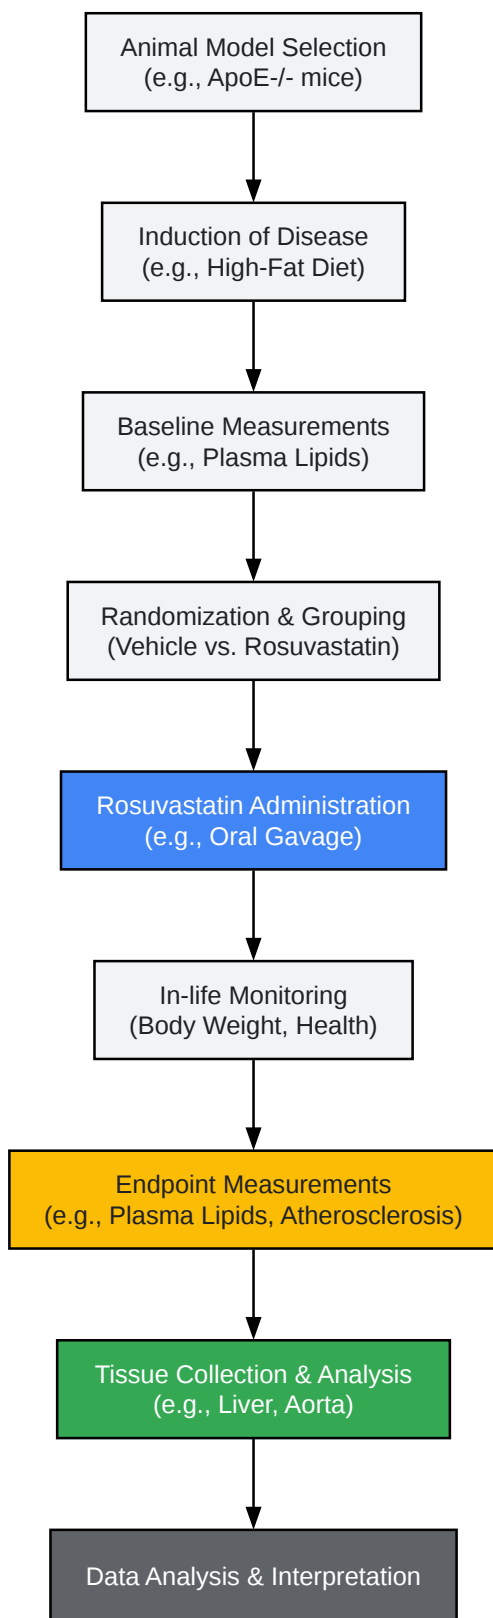 Animal Model Selection
(e.g., ApoE-/- mice)
Induction of Disease
(e.g., High-Fat Diet)
Baseline Measurements
(e.g., Plasma Lipids)
Randomization & Grouping
(Vehicle vs. Rosuvastatin)
Rosuvastatin Administration
(e.g., Oral Gavage)
In-life Monitoring
(Body Weight, Health)
Endpoint Measurements
(e.g., Plasma Lipids, Atherosclerosis)
Tissue Collection & Analysis
(e.g., Liver, Aorta)
Data Analysis & Interpretation